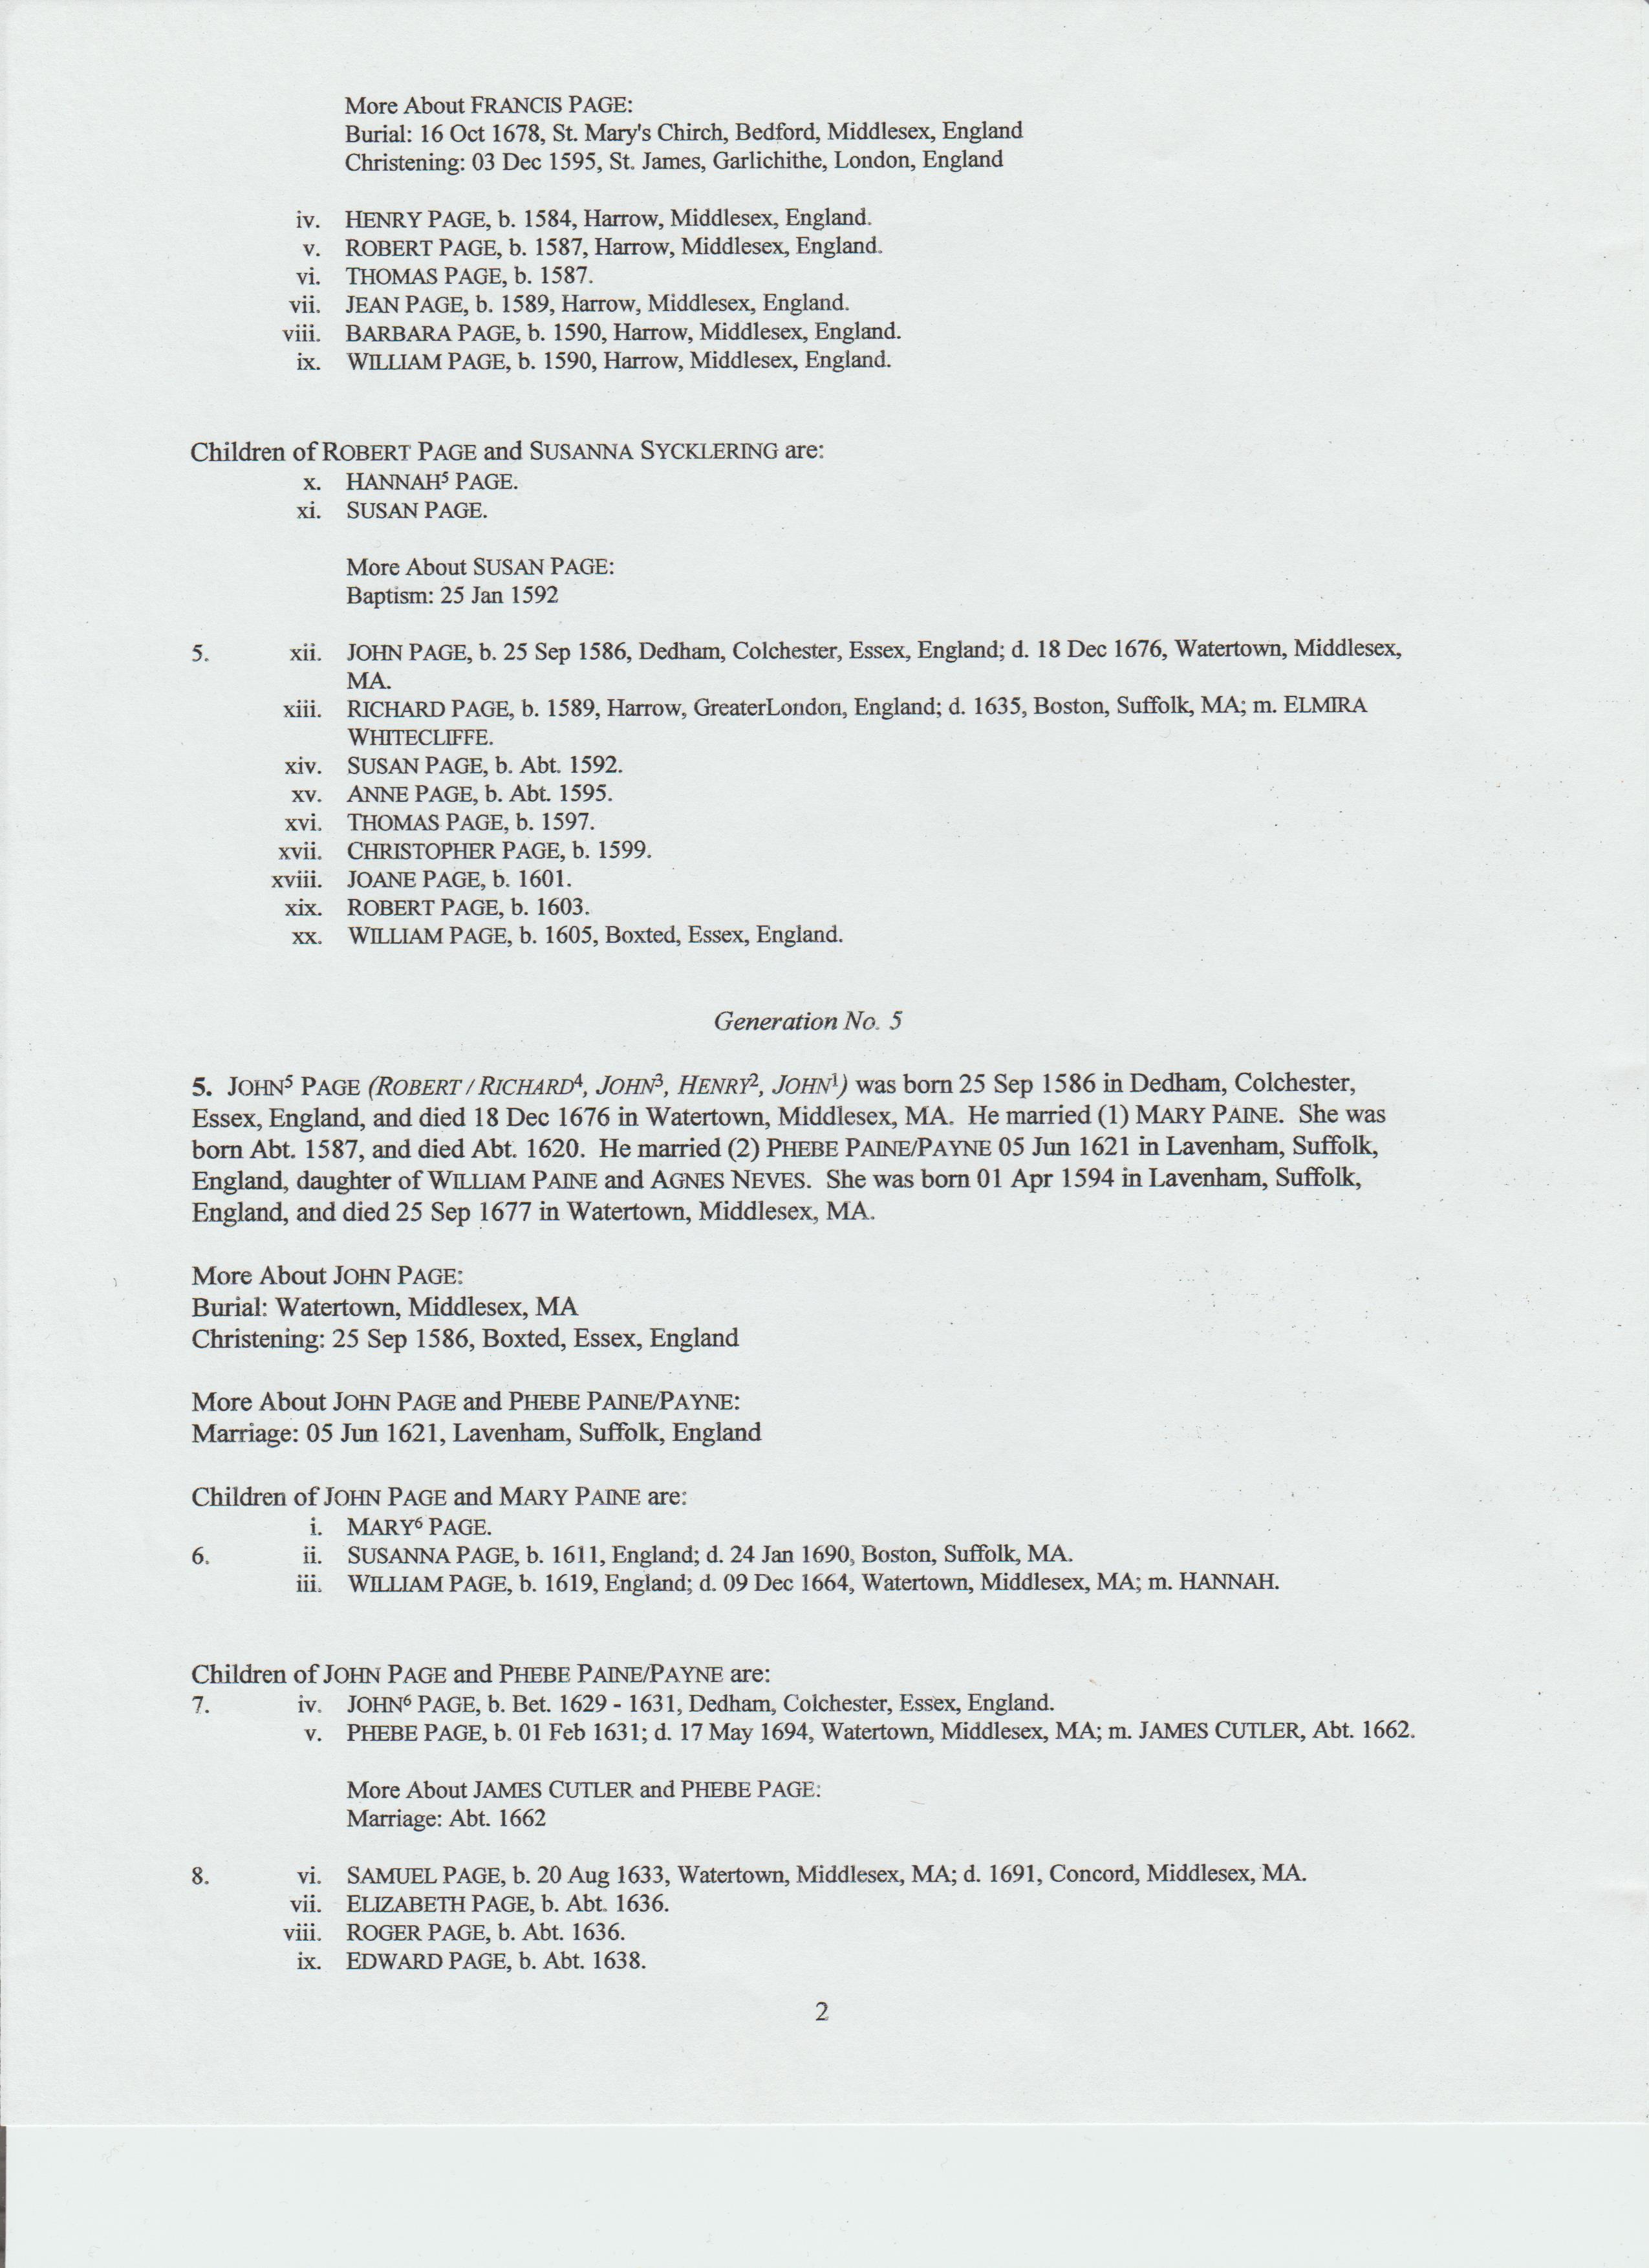 More About FRANCIS PAGE:
Burial: 16 Oct 1678, St. Mary's Chirch, Bedford, Middlesex, England
Christening: 03 Dec 1595, St. James, Garlichithe, London, England
iv. HENRY PAGE, b. 1584, Harrow, Middlesex, England.
v. ROBERT PAGE, b. 1587, Harrow, Middlesex, England.
vi. THOMAS PAGE, b. 1587.
vii. JEAN PAGE, b. 1589, Harrow, Middlesex, England.
viii. BARBARA PAGE, b. 1590, Harrow, Middlesex, England.
ix. WILLIAM PAGE, b. 1590, Harrow, Middlesex, England.
Children of ROBERT PAGE and SUSANNA SYCKLERING are:
x. HANNAH⁵ PAGE.
xi. SUSAN PAGE.
More About SUSAN PAGE:
Baptism: 25 Jan 1592
5. xii. JOHN PAGE, b. 25 Sep 1586, Dedham, Colchester, Essex, England; d. 18 Dec 1676, Watertown, Middlesex,
MA.
xiii. RICHARD PAGE, b. 1589, Harrow, GreaterLondon, England; d. 1635, Boston, Suffolk, MA; m. ELMIRA
WHITECLIFFE.
xiv. SUSAN PAGE, b. Abt. 1592.
xv. ANNE PAGE, b. Abt. 1595.
xvi. THOMAS PAGE, b. 1597.
xvii. CHRISTOPHER PAGE, b. 1599.
xviii. JOANE PAGE, b. 1601.
xix. ROBERT PAGE, b. 1603.
xx. WILLIAM PAGE, b. 1605, Boxted, Essex, England.
Generation No. 5
5. JOHN⁵ PAGE (ROBERT / RICHARD⁴, JOHN³, HENRY², JOHN¹) was born 25 Sep 1586 in Dedham, Colchester,
Essex, England, and died 18 Dec 1676 in Watertown, Middlesex, MA. He married (1) MARY PAINE. She was
born Abt. 1587, and died Abt. 1620. He married (2) PHEBE PAINE/PAYNE 05 Jun 1621 in Lavenham, Suffolk,
England, daughter of WILLIAM PAINE and AGNES NEVES. She was born 01 Apr 1594 in Lavenham, Suffolk,
England, and died 25 Sep 1677 in Watertown, Middlesex, MA.
More About JOHN PAGE:
Burial: Watertown, Middlesex, MA
Christening: 25 Sep 1586, Boxted, Essex, England
More About JOHN PAGE and PHEBE PAINE/PAYNE:
Marriage: 05 Jun 1621, Lavenham, Suffolk, England
Children of JOHN PAGE and MARY PAINE are:
i. MARY⁶ PAGE.
6. ii. SUSANNA PAGE, b. 1611, England; d. 24 Jan 1690, Boston, Suffolk, MA.
iii. WILLIAM PAGE, b. 1619, England; d. 09 Dec 1664, Watertown, Middlesex, MA; m. HANNAH.
Children of JOHN PAGE and PHEBE PAINE/PAYNE are:
7. iv. JOHN⁶ PAGE, b. Bet. 1629 - 1631, Dedham, Colchester, Essex, England.
v. PHEBE PAGE, b. 01 Feb 1631; d. 17 May 1694, Watertown, Middlesex, MA; m. JAMES CUTLER, Abt. 1662.
More About JAMES CUTLER and PHEBE PAGE:
Marriage: Abt. 1662
8. vi. SAMUEL PAGE, b. 20 Aug 1633, Watertown, Middlesex, MA; d. 1691, Concord, Middlesex, MA.
vii. ELIZABETH PAGE, b. Abt. 1636.
viii. ROGER PAGE, b. Abt. 1636.
ix. EDWARD PAGE, b. Abt. 1638.
2